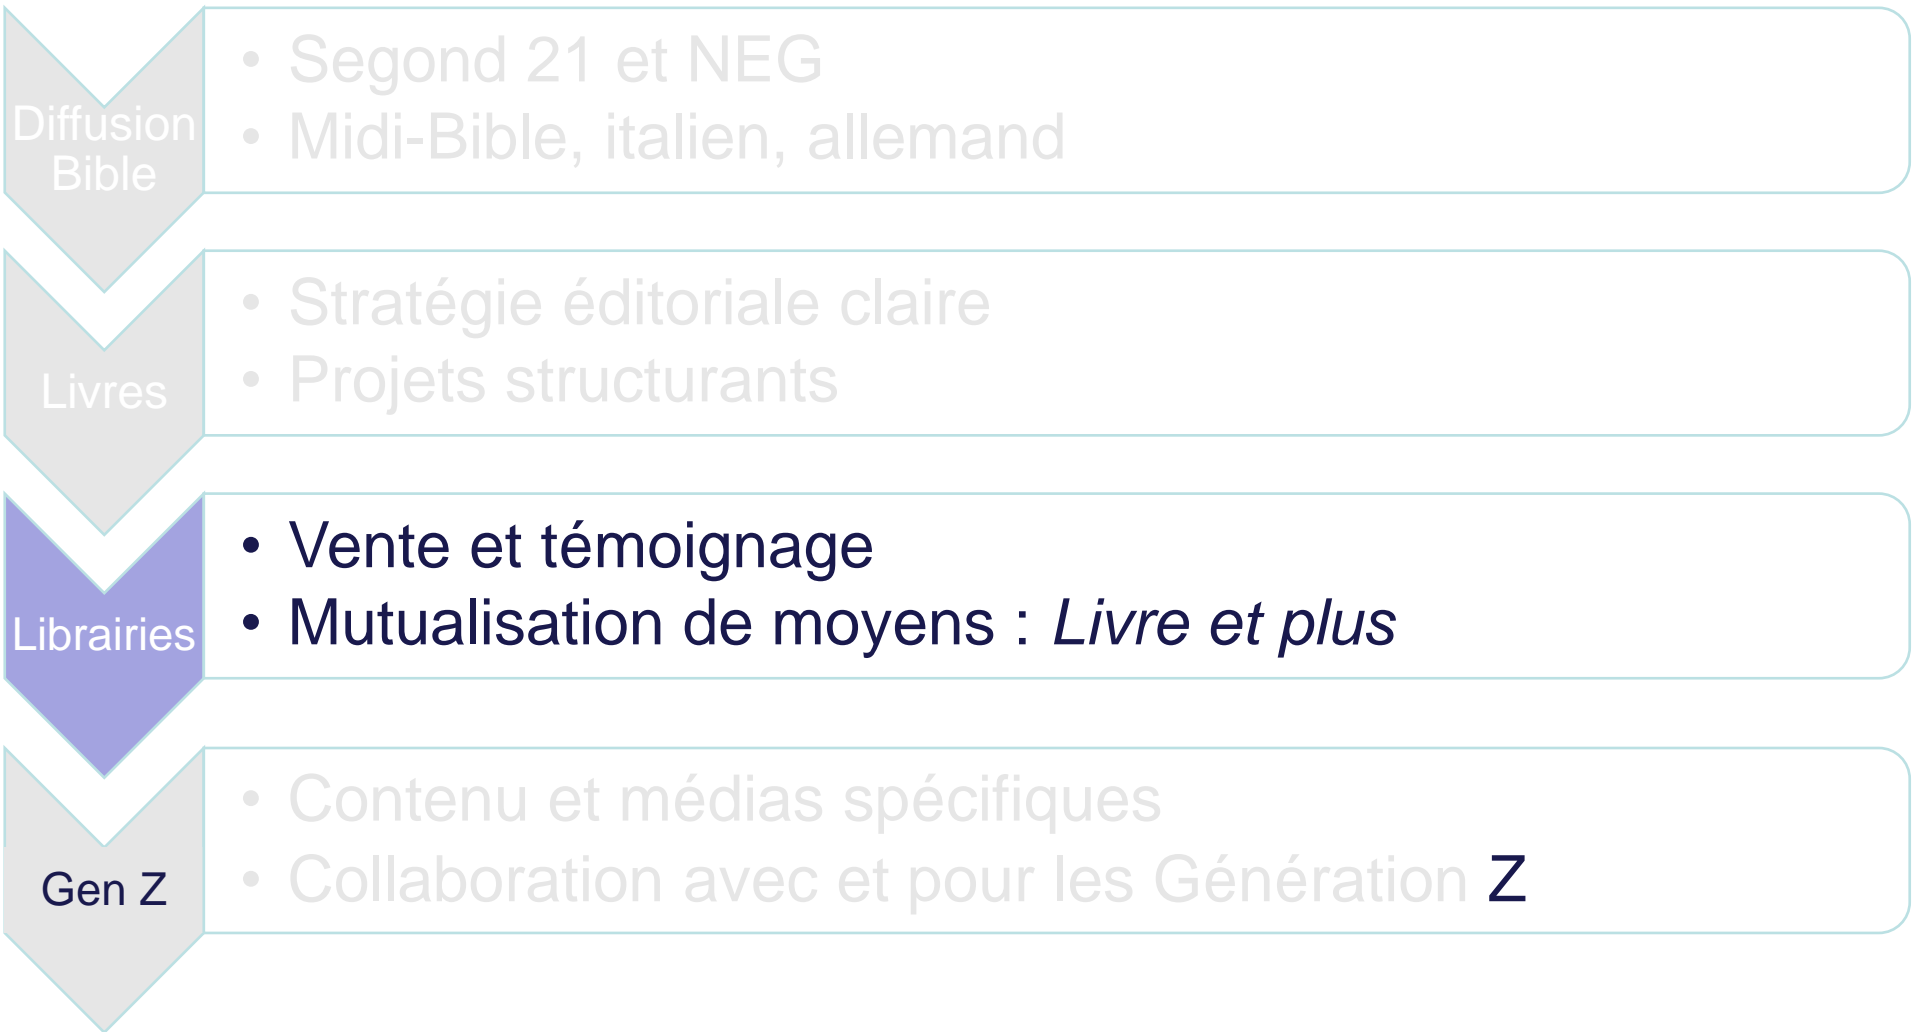 Diffusion
Bible
• Segond 21 et NEG
• Midi-Bible, italien, allemand
Livres
• Stratégie éditoriale claire
• Projets structurants
Librairies
• Vente et témoignage
• Mutualisation de moyens : Livre et plus
Gen Z
• Contenu et médias spécifiques
• Collaboration avec et pour les Génération Z